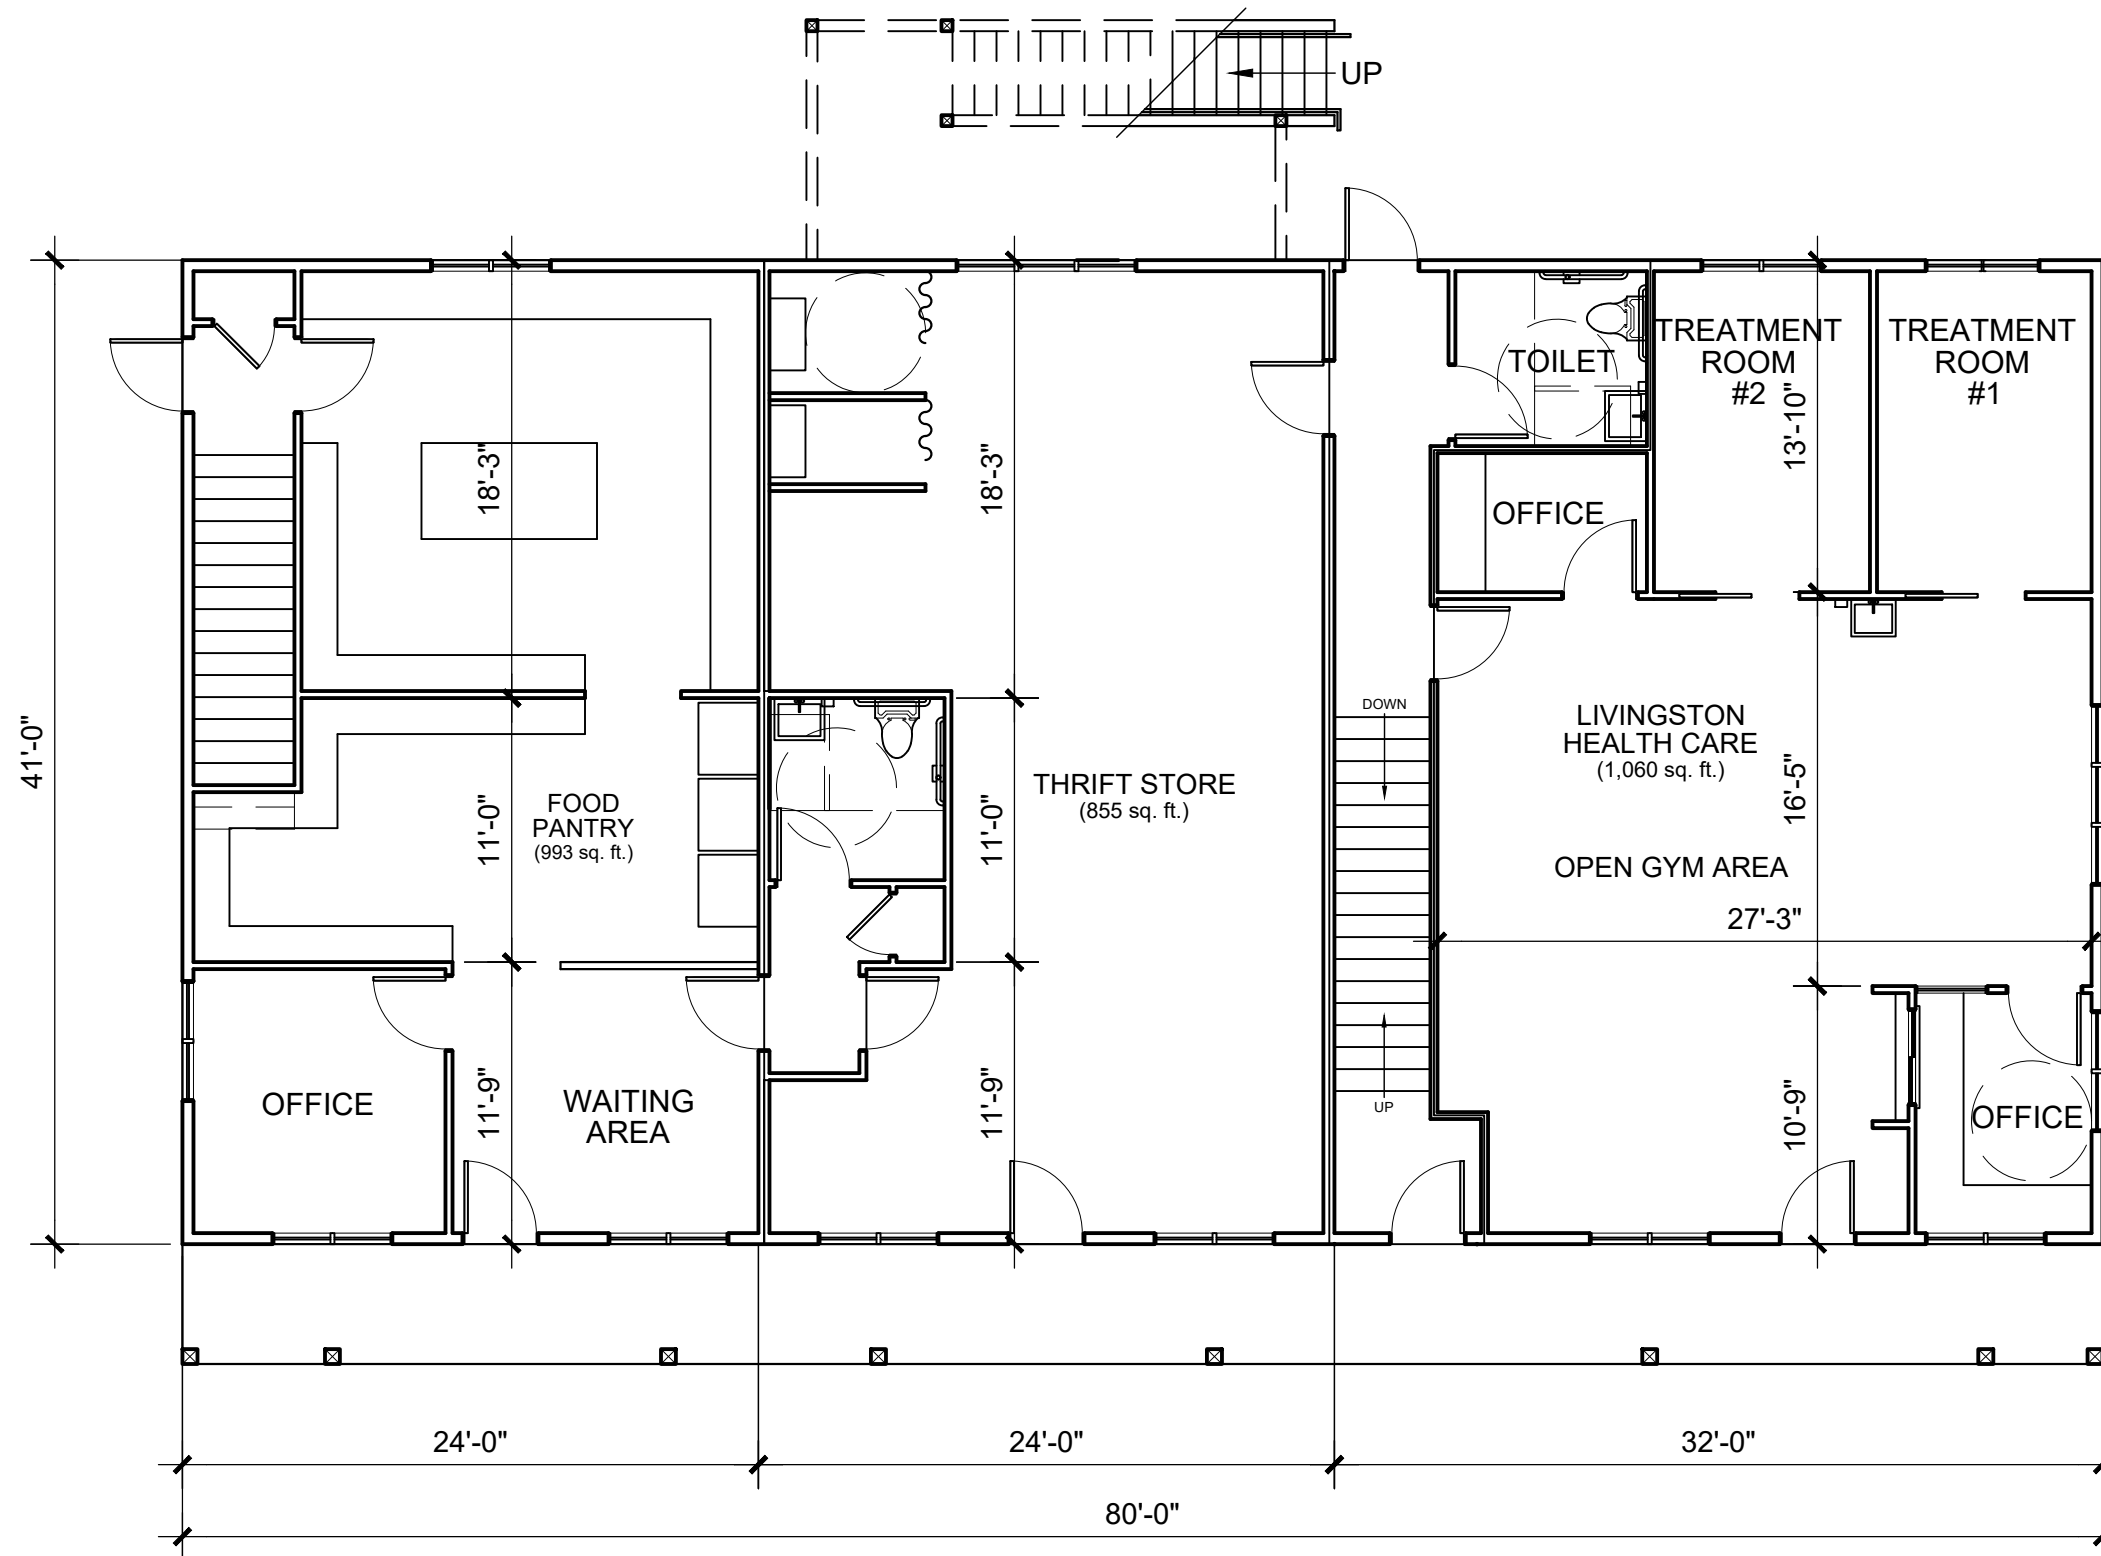 UP
TREATMENT
ROOM
#2
TREATMENT
ROOM
#1
TOILET
13'-10"
18'-3"
18'-3"
OFFICE
41'-0"
DOWN
LIVINGSTON
HEALTH CARE
(1,060 sq. ft.)
16'-5"
THRIFT STORE
(855 sq. ft.)
FOOD
PANTRY
(993 sq. ft.)
11'-0"
11'-0"
OPEN GYM AREA
27'-3"
OFFICE
WAITING
AREA
11'-9"
11'-9"
UP
10'-9"
OFFICE
24'-0"
24'-0"
32'-0"
80'-0"